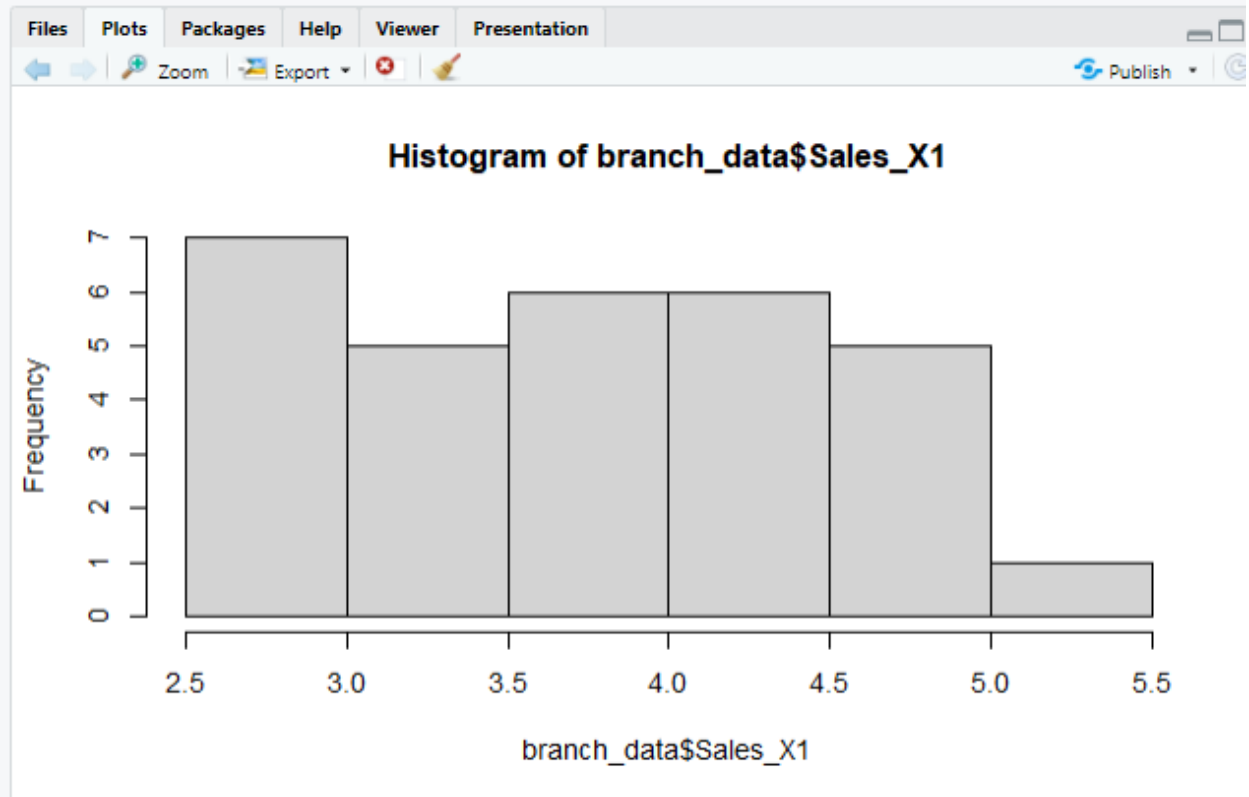 Files Plots Packages Help Viewer Presentation
Zoom Export Publish
Histogram of branch_data$Sales_X1
7
6
5
4
3
2
1
0
Frequency
2.5 3.0 3.5 4.0 4.5 5.0 5.5
branch_data$Sales_X1